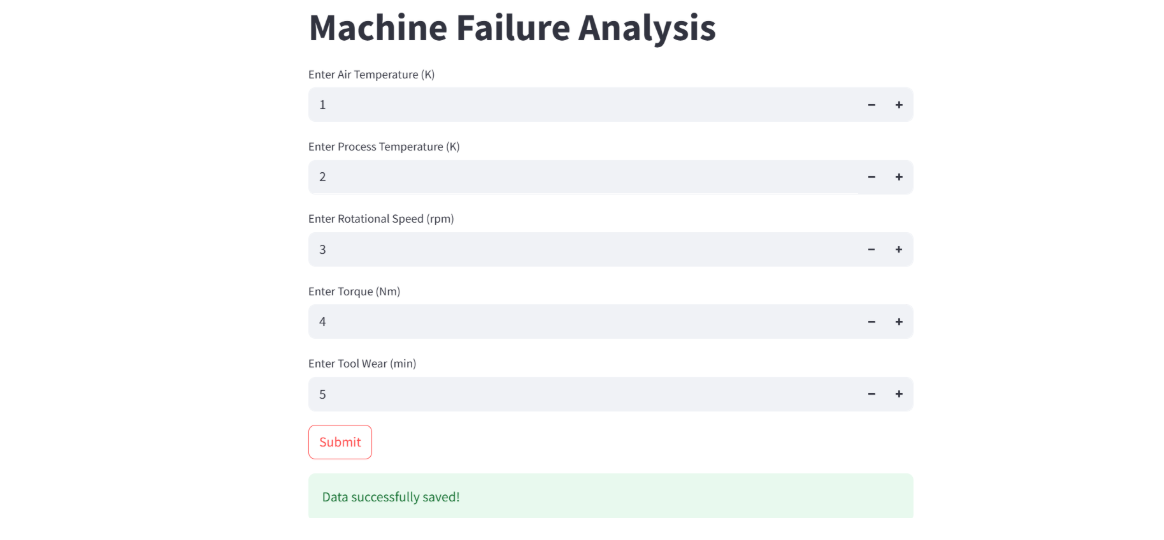 Machine Failure Analysis
Enter Air Temperature (K)
1
Enter Process Temperature (K)
2
Enter Rotational Speed (rpm)
3
Enter Torque (Nm)
4
Enter Tool Wear (min)
5
Submit
Data successfully saved!